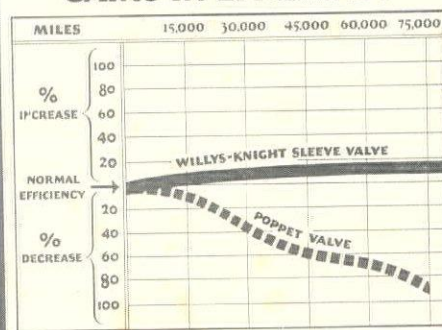 MILES 15,000 30,000 45,000 60,000 75,000
100
80
% 60
INCREASE
40
20
WILLYS-KNIGHT SLEEVE VALVE
NORMAL
EFFICIENCY
20
40
POPPET VALVE
% 60
DECREASE
80
100